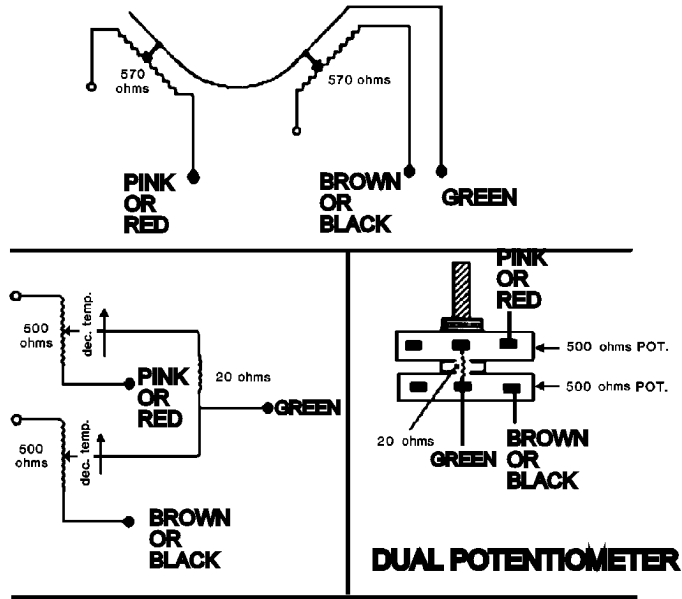 570
ohms
570
ohms
PINK
OR
RED
BROWN
OR
BLACK
GREEN
500
ohms
dec. temp.
PINK
OR
RED
20 ohms
GREEN
500
ohms
dec. temp.
BROWN
OR
BLACK
PINK
OR
RED
500 ohms POT.
500 ohms POT.
20 ohms
GREEN
BROWN
OR
BLACK
DUAL POTENTIOMETER